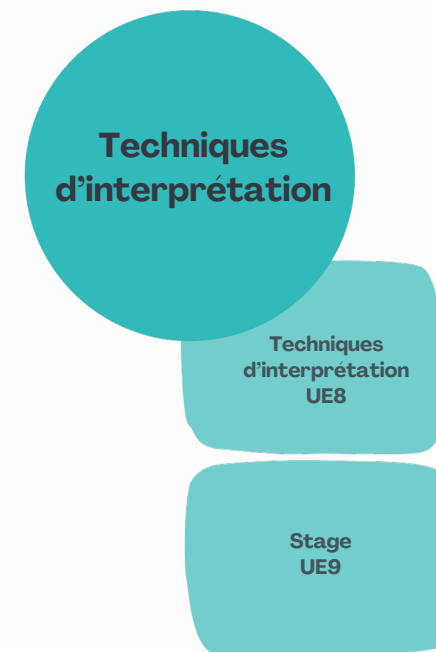 Techniques
d’interprétation
Techniques
d’interprétation
UE8
Stage
UE9